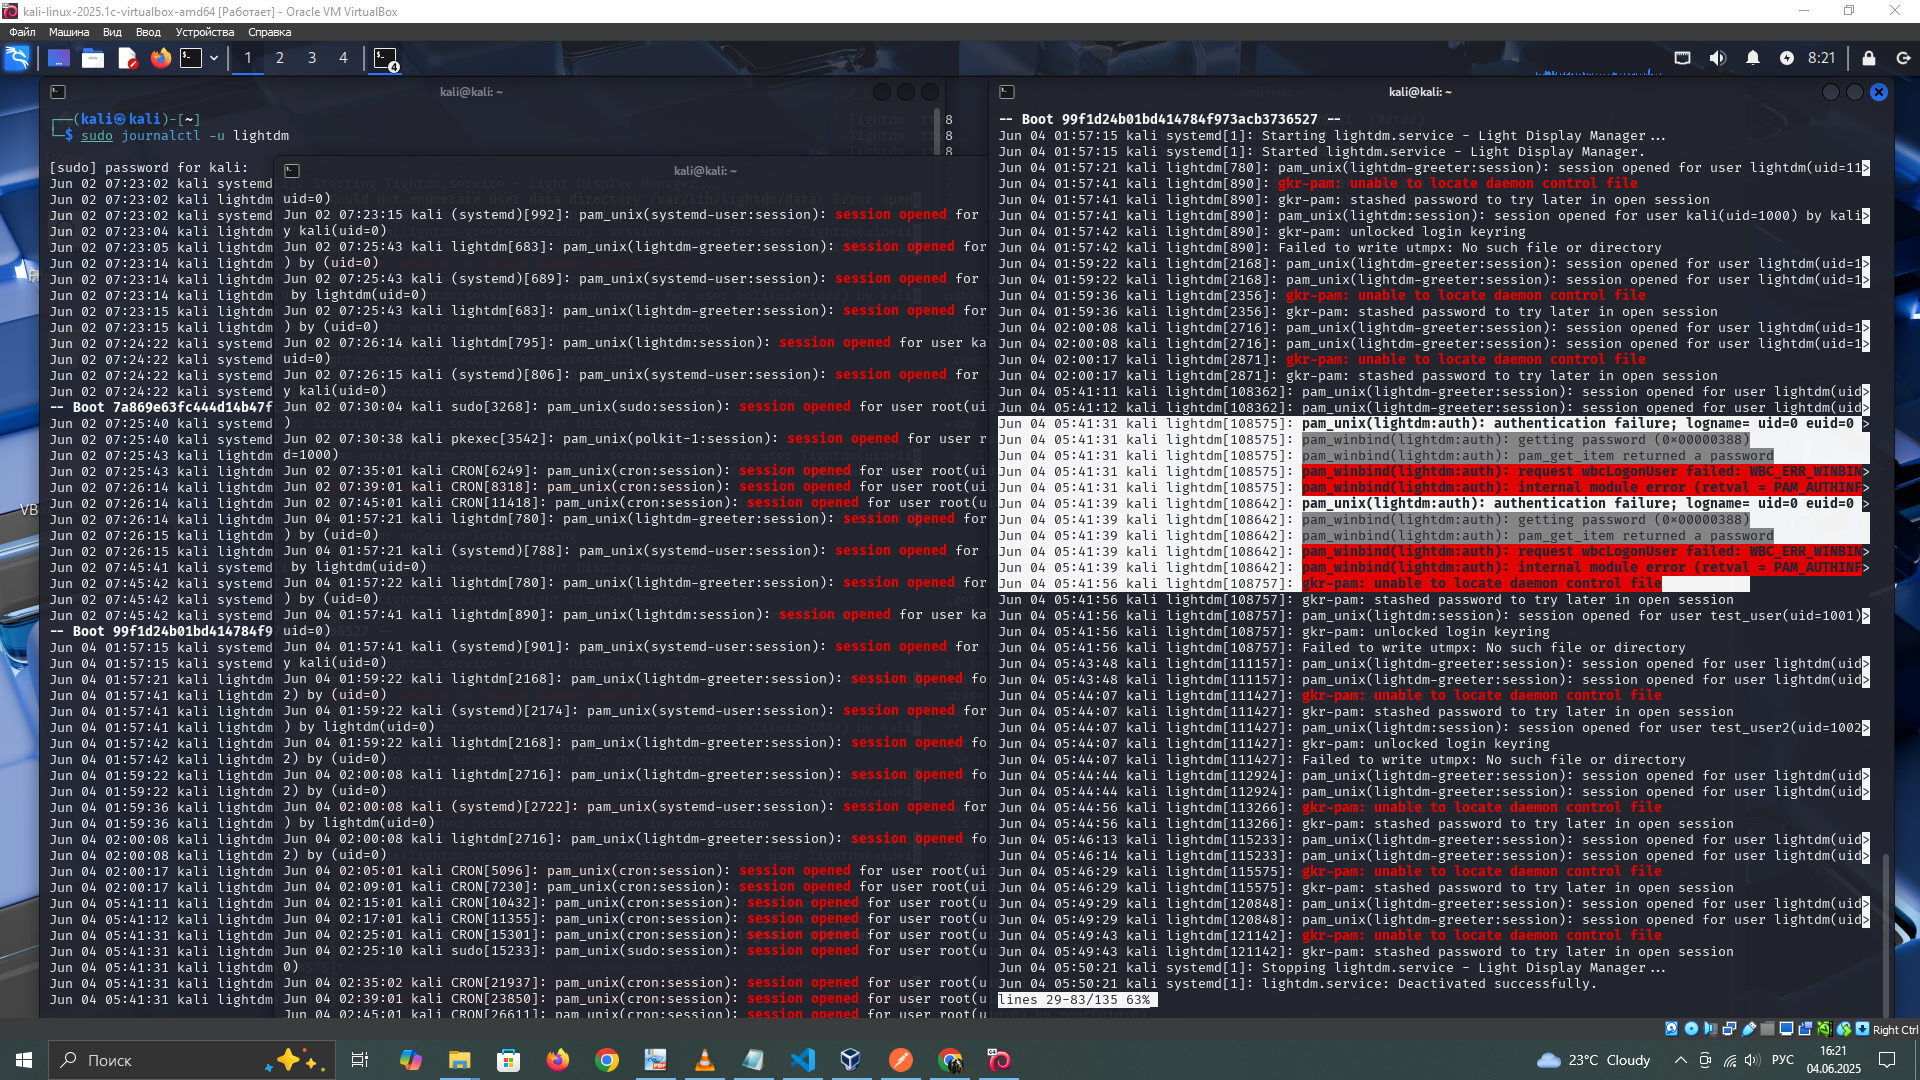 kali-linux-2025.1c-virtualbox-amd64 [Работает] - Oracle VM VirtualBox
Файл Машина Вид Ввод Устройства Справка
1 2 3 4
4
8:21
kali@kali: ~
┌──(kali㉿kali)-[~]
└─$ sudo journalctl -u lightdm
[sudo] password for kali:
Jun 02 07:23:02 kali systemd
Jun 02 07:23:02 kali lightdm
Jun 02 07:23:02 kali systemd
Jun 02 07:23:04 kali lightdm
Jun 02 07:23:05 kali lightdm
Jun 02 07:23:14 kali lightdm
Jun 02 07:23:14 kali lightdm
Jun 02 07:23:14 kali lightdm
Jun 02 07:23:15 kali lightdm
Jun 02 07:23:15 kali lightdm
Jun 02 07:24:22 kali systemd
Jun 02 07:24:22 kali lightdm
Jun 02 07:24:22 kali systemd
Jun 02 07:24:22 kali systemd
-- Boot 7a869e63fc444d14b47f
Jun 02 07:25:40 kali systemd
Jun 02 07:25:40 kali systemd
Jun 02 07:25:43 kali lightdm
Jun 02 07:25:43 kali lightdm
Jun 02 07:26:14 kali lightdm
Jun 02 07:26:14 kali lightdm
Jun 02 07:26:14 kali lightdm
Jun 02 07:26:14 kali lightdm
Jun 02 07:26:15 kali lightdm
Jun 02 07:26:15 kali lightdm
Jun 02 07:45:41 kali systemd
Jun 02 07:45:42 kali lightdm
Jun 02 07:45:42 kali systemd
Jun 02 07:45:42 kali systemd
-- Boot 99f1d24b01bd414784f9
Jun 04 01:57:15 kali systemd
Jun 04 01:57:15 kali systemd
Jun 04 01:57:21 kali lightdm
Jun 04 01:57:41 kali lightdm
Jun 04 01:57:41 kali lightdm
Jun 04 01:57:41 kali lightdm
Jun 04 01:57:42 kali lightdm
Jun 04 01:57:42 kali lightdm
Jun 04 01:59:22 kali lightdm
Jun 04 01:59:22 kali lightdm
Jun 04 01:59:36 kali lightdm
Jun 04 01:59:36 kali lightdm
Jun 04 02:00:08 kali lightdm
Jun 04 02:00:08 kali lightdm
Jun 04 02:00:17 kali lightdm
Jun 04 02:00:17 kali lightdm
Jun 04 05:41:11 kali lightdm
Jun 04 05:41:12 kali lightdm
Jun 04 05:41:31 kali lightdm
Jun 04 05:41:31 kali lightdm
Jun 04 05:41:31 kali lightdm
Jun 04 05:41:31 kali lightdm
kali@kali: ~
uid=0)
Jun 02 07:23:15 kali (systemd)[992]: pam_unix(systemd-user:session): session opened for
y kali(uid=0)
Jun 02 07:25:43 kali lightdm[683]: pam_unix(lightdm-greeter:session): session opened for
) by (uid=0)
Jun 02 07:25:43 kali (systemd)[689]: pam_unix(systemd-user:session): session opened for
by lightdm(uid=0)
Jun 02 07:25:43 kali lightdm[683]: pam_unix(lightdm-greeter:session): session opened for
) by (uid=0)
Jun 02 07:26:14 kali lightdm[795]: pam_unix(lightdm:session): session opened for user ka
uid=0)
Jun 02 07:26:15 kali (systemd)[806]: pam_unix(systemd-user:session): session opened for
y kali(uid=0)
Jun 02 07:30:04 kali sudo[3268]: pam_unix(sudo:session): session opened for user root(ui
)
Jun 02 07:30:38 kali pkexec[3542]: pam_unix(polkit-1:session): session opened for user r
d=1000)
Jun 02 07:35:01 kali CRON[6249]: pam_unix(cron:session): session opened for user root(ui
Jun 02 07:39:01 kali CRON[8318]: pam_unix(cron:session): session opened for user root(ui
Jun 02 07:45:01 kali CRON[11418]: pam_unix(cron:session): session opened for user root(u
Jun 04 01:57:21 kali lightdm[780]: pam_unix(lightdm-greeter:session): session opened for
) by (uid=0)
Jun 04 01:57:21 kali (systemd)[788]: pam_unix(systemd-user:session): session opened for
by lightdm(uid=0)
Jun 04 01:57:22 kali lightdm[780]: pam_unix(lightdm-greeter:session): session opened for
) by (uid=0)
Jun 04 01:57:41 kali lightdm[890]: pam_unix(lightdm:session): session opened for user ka
uid=0)
Jun 04 01:57:41 kali (systemd)[901]: pam_unix(systemd-user:session): session opened for
y kali(uid=0)
Jun 04 01:59:22 kali lightdm[2168]: pam_unix(lightdm-greeter:session): session opened fo
2) by (uid=0)
Jun 04 01:59:22 kali (systemd)[2174]: pam_unix(systemd-user:session): session opened for
) by lightdm(uid=0)
Jun 04 01:59:22 kali lightdm[2168]: pam_unix(lightdm-greeter:session): session opened fo
2) by (uid=0)
Jun 04 02:00:08 kali lightdm[2716]: pam_unix(lightdm-greeter:session): session opened fo
2) by (uid=0)
Jun 04 02:00:08 kali (systemd)[2722]: pam_unix(systemd-user:session): session opened for
) by lightdm(uid=0)
Jun 04 02:00:08 kali lightdm[2716]: pam_unix(lightdm-greeter:session): session opened fo
2) by (uid=0)
Jun 04 02:05:01 kali CRON[5096]: pam_unix(cron:session): session opened for user root(ui
Jun 04 02:09:01 kali CRON[7230]: pam_unix(cron:session): session opened for user root(ui
Jun 04 02:15:01 kali CRON[10432]: pam_unix(cron:session): session opened for user root(u
Jun 04 02:17:01 kali CRON[11355]: pam_unix(cron:session): session opened for user root(u
Jun 04 02:25:01 kali CRON[15301]: pam_unix(cron:session): session opened for user root(u
Jun 04 02:25:10 kali sudo[15233]: pam_unix(sudo:session): session opened for user root(u
0)
Jun 04 02:35:02 kali CRON[21937]: pam_unix(cron:session): session opened for user root(u
Jun 04 02:39:01 kali CRON[23850]: pam_unix(cron:session): session opened for user root(u
Jun 04 02:45:01 kali CRON[26611]: pam_unix(cron:session): session opened for user root(u
kali@kali: ~
-- Boot 99f1d24b01bd414784f973acb3736527 --
Jun 04 01:57:15 kali systemd[1]: Starting lightdm.service - Light Display Manager...
Jun 04 01:57:15 kali systemd[1]: Started lightdm.service - Light Display Manager.
Jun 04 01:57:21 kali lightdm[780]: pam_unix(lightdm-greeter:session): session opened for user lightdm(uid=11>
Jun 04 01:57:41 kali lightdm[890]: gkr-pam: unable to locate daemon control file
Jun 04 01:57:41 kali lightdm[890]: gkr-pam: stashed password to try later in open session
Jun 04 01:57:41 kali lightdm[890]: pam_unix(lightdm:session): session opened for user kali(uid=1000) by kali>
Jun 04 01:57:42 kali lightdm[890]: gkr-pam: unlocked login keyring
Jun 04 01:57:42 kali lightdm[890]: Failed to write utmpx: No such file or directory
Jun 04 01:59:22 kali lightdm[2168]: pam_unix(lightdm-greeter:session): session opened for user lightdm(uid=1>
Jun 04 01:59:22 kali lightdm[2168]: pam_unix(lightdm-greeter:session): session opened for user lightdm(uid=1>
Jun 04 01:59:36 kali lightdm[2356]: gkr-pam: unable to locate daemon control file
Jun 04 01:59:36 kali lightdm[2356]: gkr-pam: stashed password to try later in open session
Jun 04 02:00:08 kali lightdm[2716]: pam_unix(lightdm-greeter:session): session opened for user lightdm(uid=1>
Jun 04 02:00:08 kali lightdm[2716]: pam_unix(lightdm-greeter:session): session opened for user lightdm(uid=1>
Jun 04 02:00:17 kali lightdm[2871]: gkr-pam: unable to locate daemon control file
Jun 04 02:00:17 kali lightdm[2871]: gkr-pam: stashed password to try later in open session
Jun 04 05:41:11 kali lightdm[108362]: pam_unix(lightdm-greeter:session): session opened for user lightdm(uid>
Jun 04 05:41:12 kali lightdm[108362]: pam_unix(lightdm-greeter:session): session opened for user lightdm(uid>
Jun 04 05:41:31 kali lightdm[108575]: pam_unix(lightdm:auth): authentication failure; logname= uid=0 euid=0 >
Jun 04 05:41:31 kali lightdm[108575]: pam_winbind(lightdm:auth): getting password (0×00000388)
Jun 04 05:41:31 kali lightdm[108575]: pam_winbind(lightdm:auth): pam_get_item returned a password
Jun 04 05:41:31 kali lightdm[108575]: pam_winbind(lightdm:auth): request wbcLogonUser failed: WBC_ERR_WINBIN>
Jun 04 05:41:31 kali lightdm[108575]: pam_winbind(lightdm:auth): internal module error (retval = PAM_AUTHINF>
Jun 04 05:41:39 kali lightdm[108642]: pam_unix(lightdm:auth): authentication failure; logname= uid=0 euid=0 >
Jun 04 05:41:39 kali lightdm[108642]: pam_winbind(lightdm:auth): getting password (0×00000388)
Jun 04 05:41:39 kali lightdm[108642]: pam_winbind(lightdm:auth): pam_get_item returned a password
Jun 04 05:41:39 kali lightdm[108642]: pam_winbind(lightdm:auth): request wbcLogonUser failed: WBC_ERR_WINBIN>
Jun 04 05:41:39 kali lightdm[108642]: pam_winbind(lightdm:auth): internal module error (retval = PAM_AUTHINF>
Jun 04 05:41:56 kali lightdm[108757]: gkr-pam: unable to locate daemon control file
Jun 04 05:41:56 kali lightdm[108757]: gkr-pam: stashed password to try later in open session
Jun 04 05:41:56 kali lightdm[108757]: pam_unix(lightdm:session): session opened for user test_user(uid=1001)>
Jun 04 05:41:56 kali lightdm[108757]: gkr-pam: unlocked login keyring
Jun 04 05:41:56 kali lightdm[108757]: Failed to write utmpx: No such file or directory
Jun 04 05:43:48 kali lightdm[111157]: pam_unix(lightdm-greeter:session): session opened for user lightdm(uid>
Jun 04 05:43:48 kali lightdm[111157]: pam_unix(lightdm-greeter:session): session opened for user lightdm(uid>
Jun 04 05:44:07 kali lightdm[111427]: gkr-pam: unable to locate daemon control file
Jun 04 05:44:07 kali lightdm[111427]: gkr-pam: stashed password to try later in open session
Jun 04 05:44:07 kali lightdm[111427]: pam_unix(lightdm:session): session opened for user test_user2(uid=1002>
Jun 04 05:44:07 kali lightdm[111427]: gkr-pam: unlocked login keyring
Jun 04 05:44:07 kali lightdm[111427]: Failed to write utmpx: No such file or directory
Jun 04 05:44:44 kali lightdm[112924]: pam_unix(lightdm-greeter:session): session opened for user lightdm(uid>
Jun 04 05:44:44 kali lightdm[112924]: pam_unix(lightdm-greeter:session): session opened for user lightdm(uid>
Jun 04 05:44:56 kali lightdm[113266]: gkr-pam: unable to locate daemon control file
Jun 04 05:44:56 kali lightdm[113266]: gkr-pam: stashed password to try later in open session
Jun 04 05:46:13 kali lightdm[115233]: pam_unix(lightdm-greeter:session): session opened for user lightdm(uid>
Jun 04 05:46:14 kali lightdm[115233]: pam_unix(lightdm-greeter:session): session opened for user lightdm(uid>
Jun 04 05:46:29 kali lightdm[115575]: gkr-pam: unable to locate daemon control file
Jun 04 05:46:29 kali lightdm[115575]: gkr-pam: stashed password to try later in open session
Jun 04 05:49:29 kali lightdm[120848]: pam_unix(lightdm-greeter:session): session opened for user lightdm(uid>
Jun 04 05:49:29 kali lightdm[120848]: pam_unix(lightdm-greeter:session): session opened for user lightdm(uid>
Jun 04 05:49:43 kali lightdm[121142]: gkr-pam: unable to locate daemon control file
Jun 04 05:49:43 kali lightdm[121142]: gkr-pam: stashed password to try later in open session
Jun 04 05:50:21 kali systemd[1]: Stopping lightdm.service - Light Display Manager...
Jun 04 05:50:21 kali systemd[1]: lightdm.service: Deactivated successfully.
lines 29-83/135 63%
Right Ctrl
Поиск
23°C Cloudy
РУС
16:21
04.06.2025